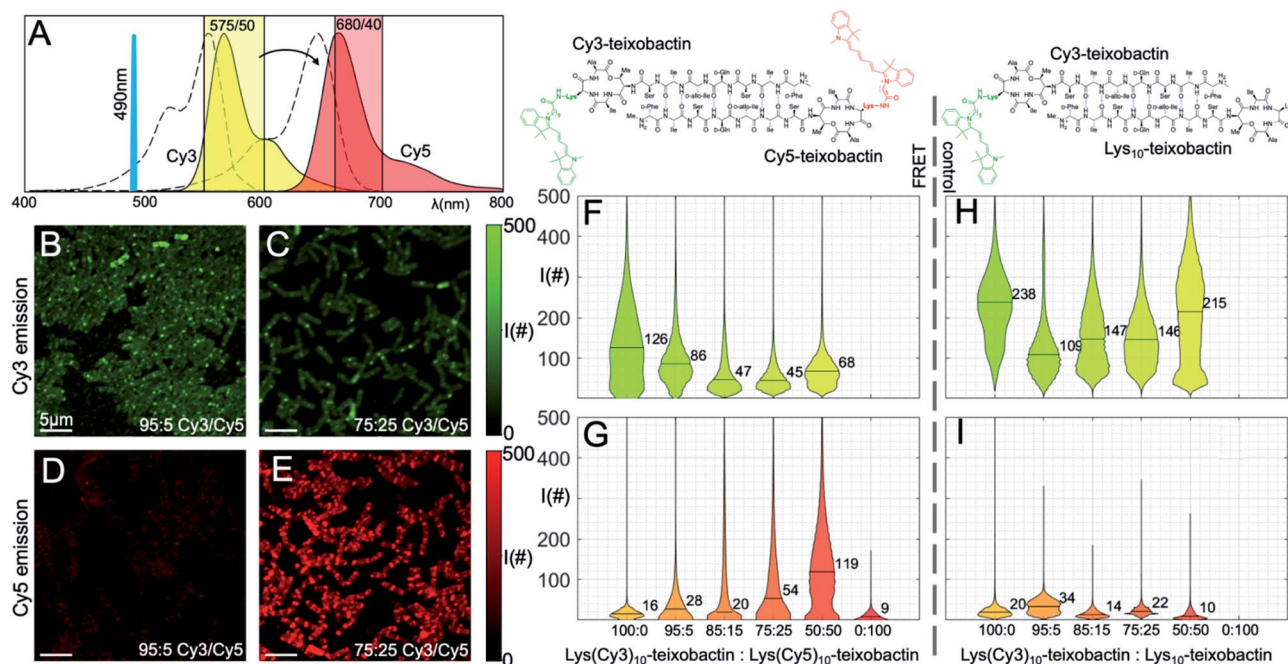 A
490nm
575/50
680/40
Cy3
Cy5
400
500
600
700
λ(nm)
800
Cy3-teixobactin
Cy5-teixobactin
Cy3-teixobactin
Lys₁₀-teixobactin
FRET
control
Cy3 emission
B
5μm
95:5 Cy3/Cy5
C
75:25 Cy3/Cy5
500
I(#)
0
Cy5 emission
D
95:5 Cy3/Cy5
E
75:25 Cy3/Cy5
500
I(#)
0
F
500
400
I(#)
200
100
126
86
47
45
68
G
500
400
I(#)
200
100
16
28
20
54
119
9
100:0 95:5 85:15 75:25 50:50 0:100
Lys(Cy3)₁₀-teixobactin : Lys(Cy5)₁₀-teixobactin
H
238
109
147
146
215
I
20
34
14
22
10
100:0 95:5 85:15 75:25 50:50 0:100
Lys(Cy3)₁₀-teixobactin : Lys₁₀-teixobactin